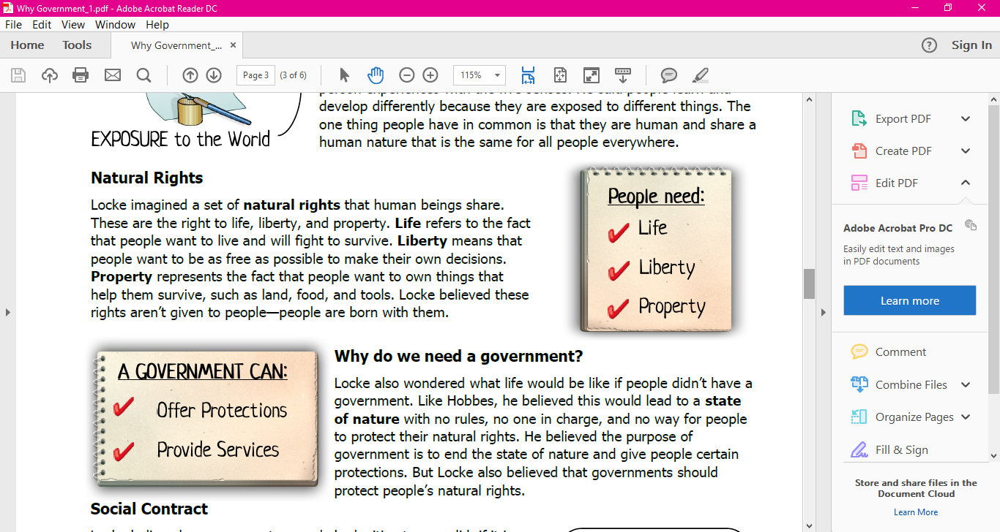 Why Government_1.pdf - Adobe Acrobat Reader DC
File Edit View Window Help
Home Tools Why Government_... × ? Sign In
Page 3 (3 of 6) 115%
person experiences with the five senses. He said people learn and
develop differently because they are exposed to different things. The
one thing people have in common is that they are human and share a
human nature that is the same for all people everywhere.
EXPOSURE to the World
Natural Rights
Locke imagined a set of natural rights that human beings share.
These are the right to life, liberty, and property. Life refers to the fact
that people want to live and will fight to survive. Liberty means that
people want to be as free as possible to make their own decisions.
Property represents the fact that people want to own things that
help them survive, such as land, food, and tools. Locke believed these
rights aren't given to people—people are born with them.
People need:
Life
Liberty
Property
A GOVERNMENT CAN:
Offer Protections
Provide Services
Why do we need a government?
Locke also wondered what life would be like if people didn't have a
government. Like Hobbes, he believed this would lead to a state
of nature with no rules, no one in charge, and no way for people
to protect their natural rights. He believed the purpose of
government is to end the state of nature and give people certain
protections. But Locke also believed that governments should
protect people's natural rights.
Social Contract
Export PDF
Create PDF
Edit PDF
Adobe Acrobat Pro DC
Easily edit text and images
in PDF documents
Learn more
Comment
Combine Files
Organize Pages
Fill & Sign
Store and share files in the
Document Cloud
Learn More